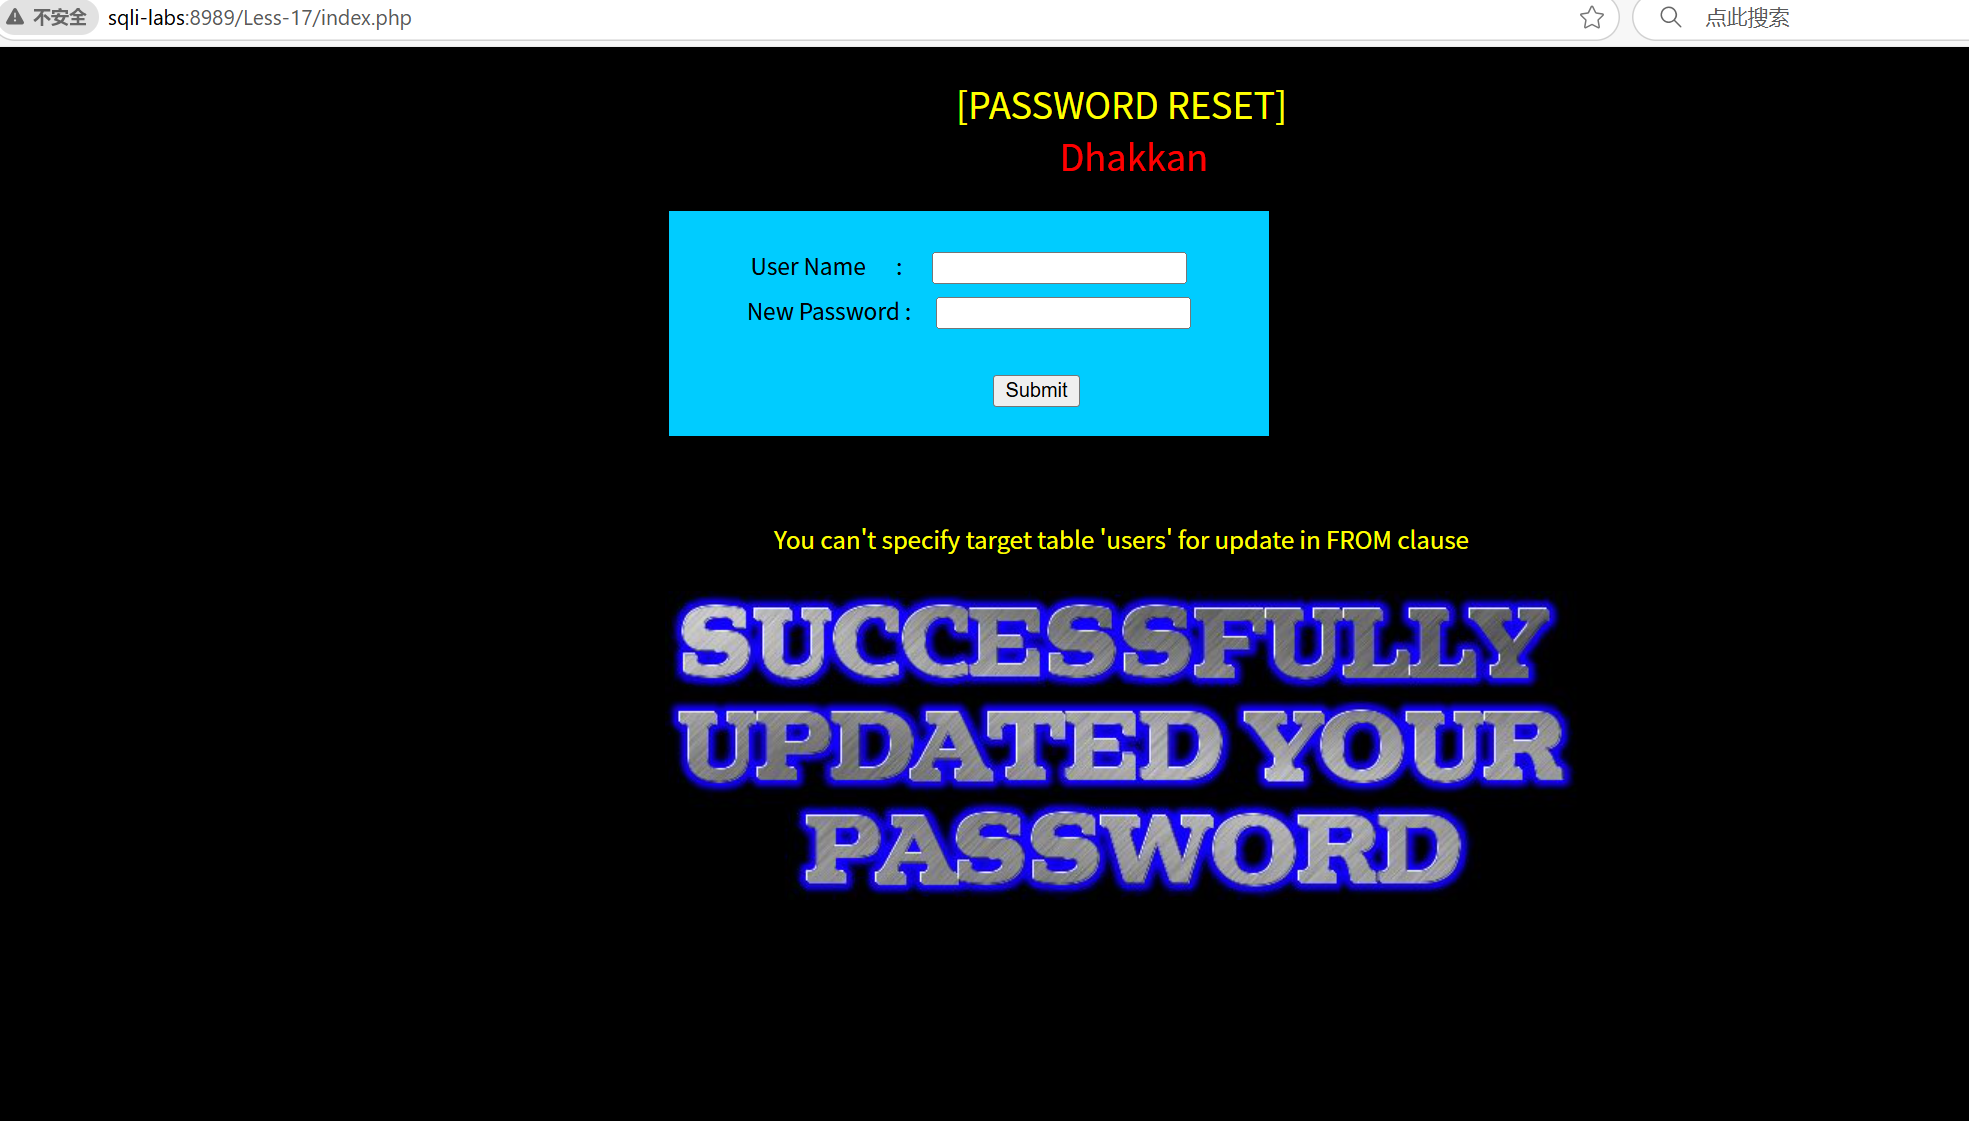 不安全 sqli-labs:8989/Less-17/index.php 点此搜索
[PASSWORD RESET]
Dhakkan
User Name :
New Password :
Submit
You can't specify target table 'users' for update in FROM clause
SUCCESSFULLY
UPDATED YOUR
PASSWORD